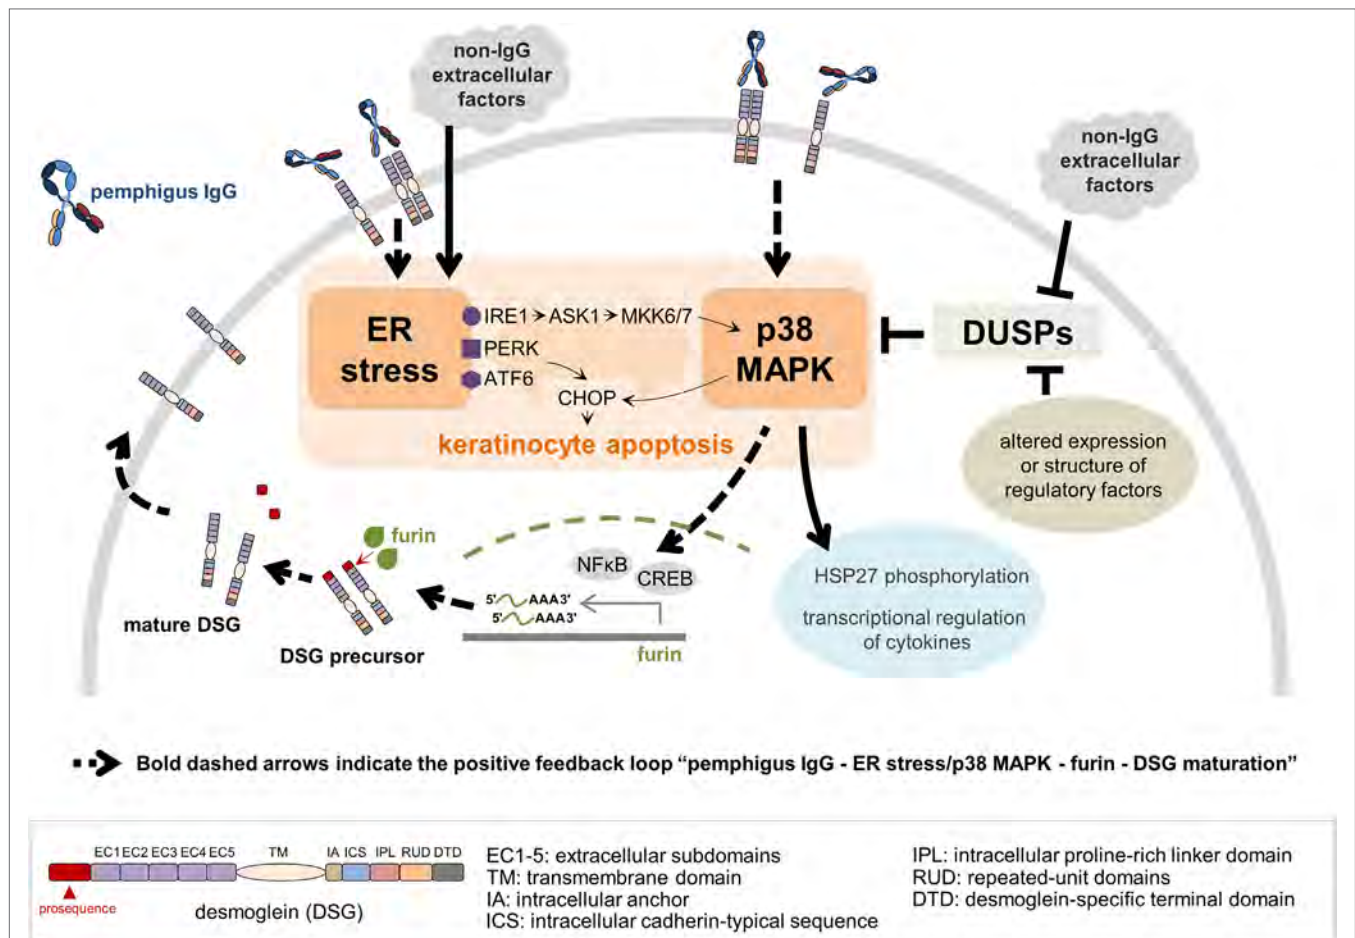 non-IgG
extracellular
factors
non-IgG
extracellular
factors
pemphigus IgG
ER
stress
IRE1
ASK1
MKK6/7
PERK
ATF6
CHOP
p38
MAPK
DUSPs
keratinocyte apoptosis
altered expression
or structure of
regulatory factors
furin
NFκB
CREB
HSP27 phosphorylation
transcriptional regulation
of cytokines
5' AAA3'
5' AAA3'
mature DSG
DSG precursor
furin
Bold dashed arrows indicate the positive feedback loop “pemphigus IgG - ER stress/p38 MAPK - furin - DSG maturation”
EC1 EC2 EC3 EC4 EC5 TM IA ICS IPL RUD DTD
prosequence
desmoglein (DSG)
EC1-5: extracellular subdomains
TM: transmembrane domain
IA: intracellular anchor
ICS: intracellular cadherin-typical sequence
IPL: intracellular proline-rich linker domain
RUD: repeated-unit domains
DTD: desmoglein-specific terminal domain